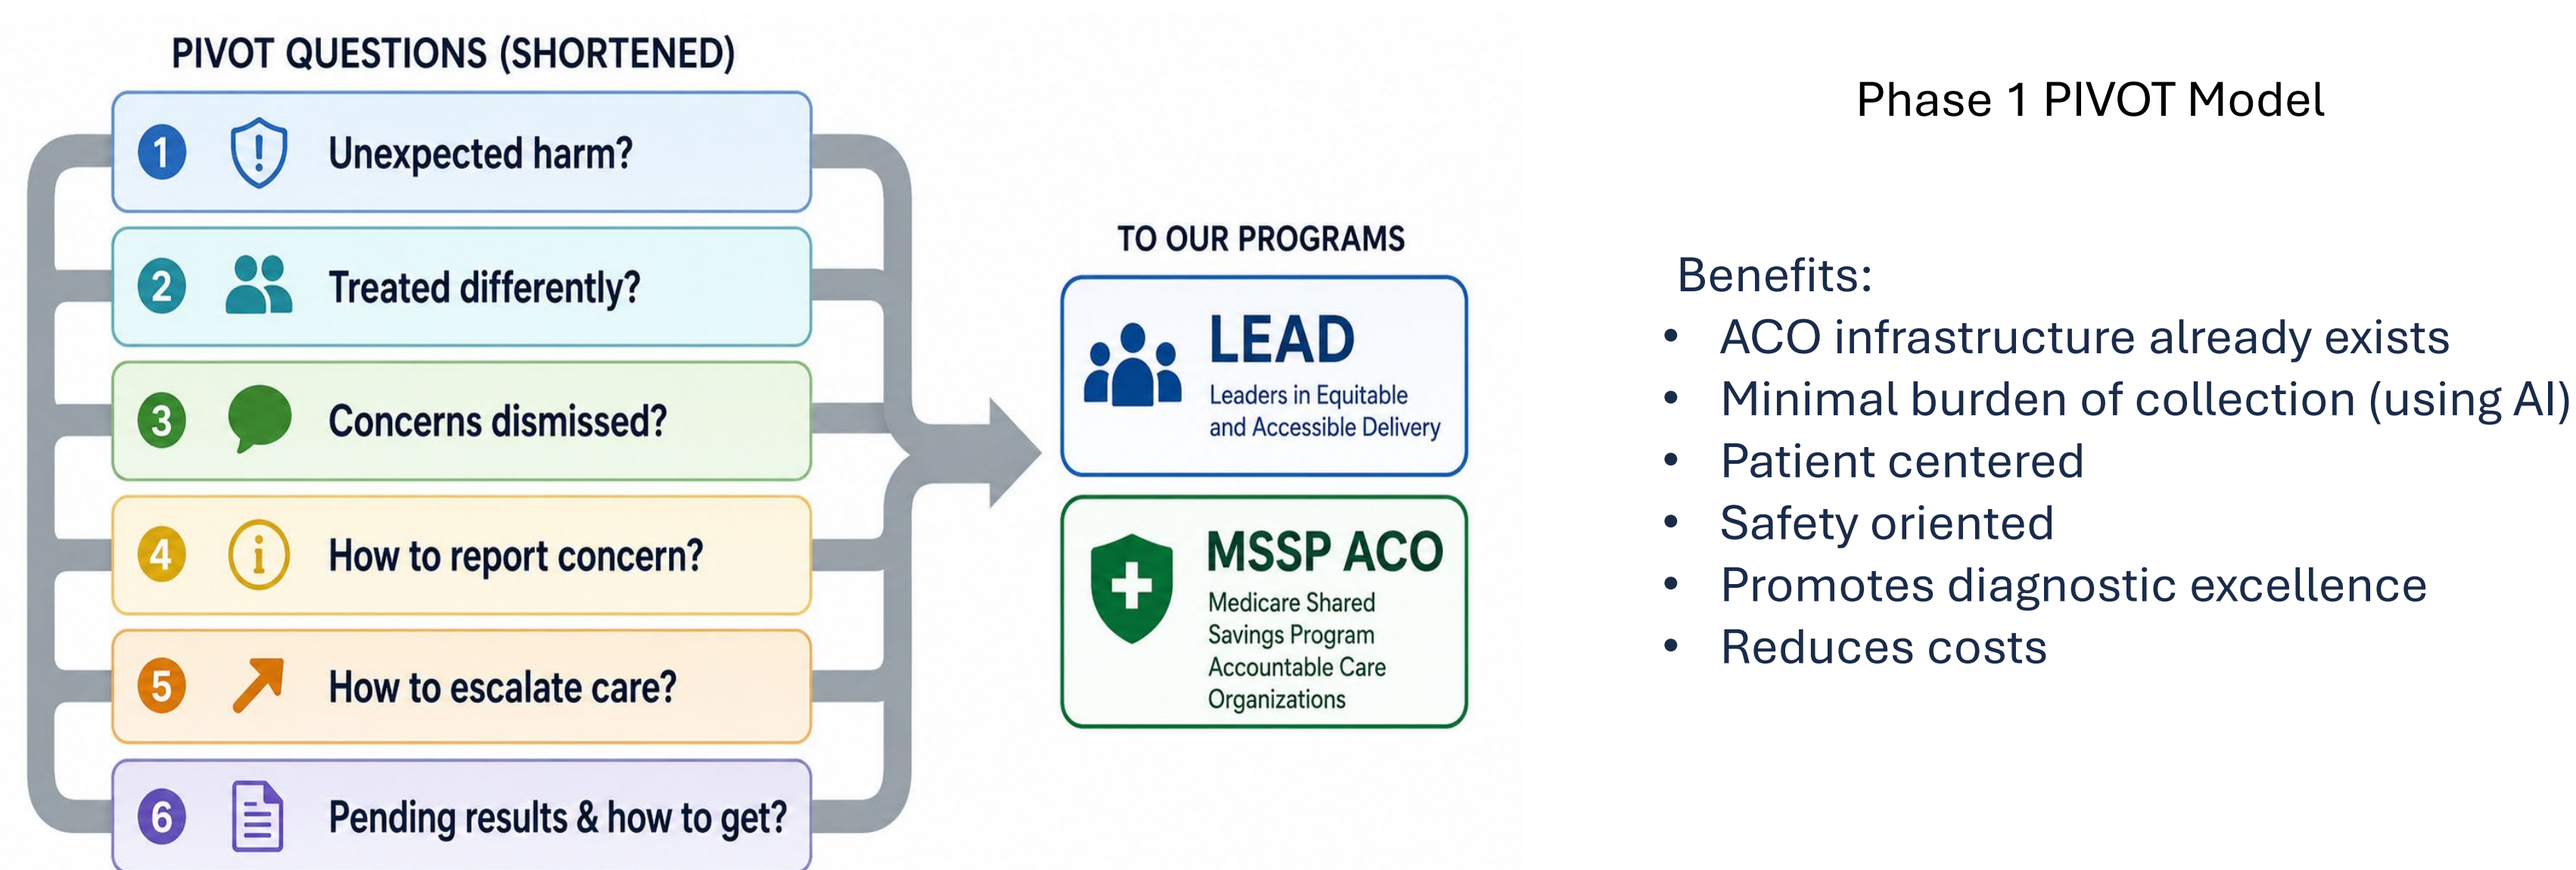 PIVOT QUESTIONS (SHORTENED)
1 Unexpected harm?
2 Treated differently?
3 Concerns dismissed?
4 How to report concern?
5 How to escalate care?
6 Pending results & how to get?
TO OUR PROGRAMS
LEAD
Leaders in Equitable
and Accessible Delivery
MSSP ACO
Medicare Shared
Savings Program
Accountable Care
Organizations
Phase 1 PIVOT Model
Benefits:
• ACO infrastructure already exists
• Minimal burden of collection (using AI)
• Patient centered
• Safety oriented
• Promotes diagnostic excellence
• Reduces costs